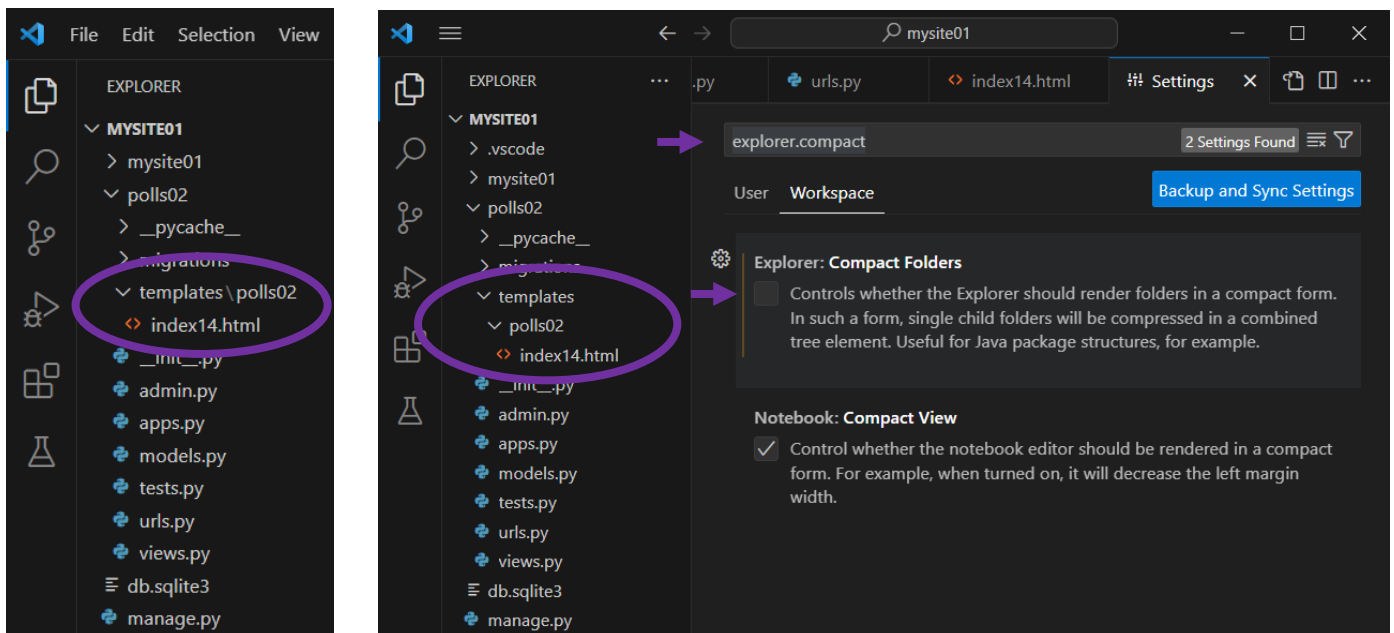 File Edit Selection View
EXPLORER
MYSITE01
mysite01
polls02
__pycache__
migrations
templates\polls02
index14.html
__init__.py
admin.py
apps.py
models.py
tests.py
urls.py
views.py
db.sqlite3
manage.py
mysite01
EXPLORER
MYSITE01
.vscode
mysite01
polls02
__pycache__
migrations
templates
polls02
index14.html
__init__.py
admin.py
apps.py
models.py
tests.py
urls.py
views.py
db.sqlite3
manage.py
.py urls.py index14.html Settings
explorer.compact 2 Settings Found
User Workspace Backup and Sync Settings
Explorer: Compact Folders
Controls whether the Explorer should render folders in a compact form.
In such a form, single child folders will be compressed in a combined
tree element. Useful for Java package structures, for example.
Notebook: Compact View
Control whether the notebook editor should be rendered in a compact
form. For example, when turned on, it will decrease the left margin
width.